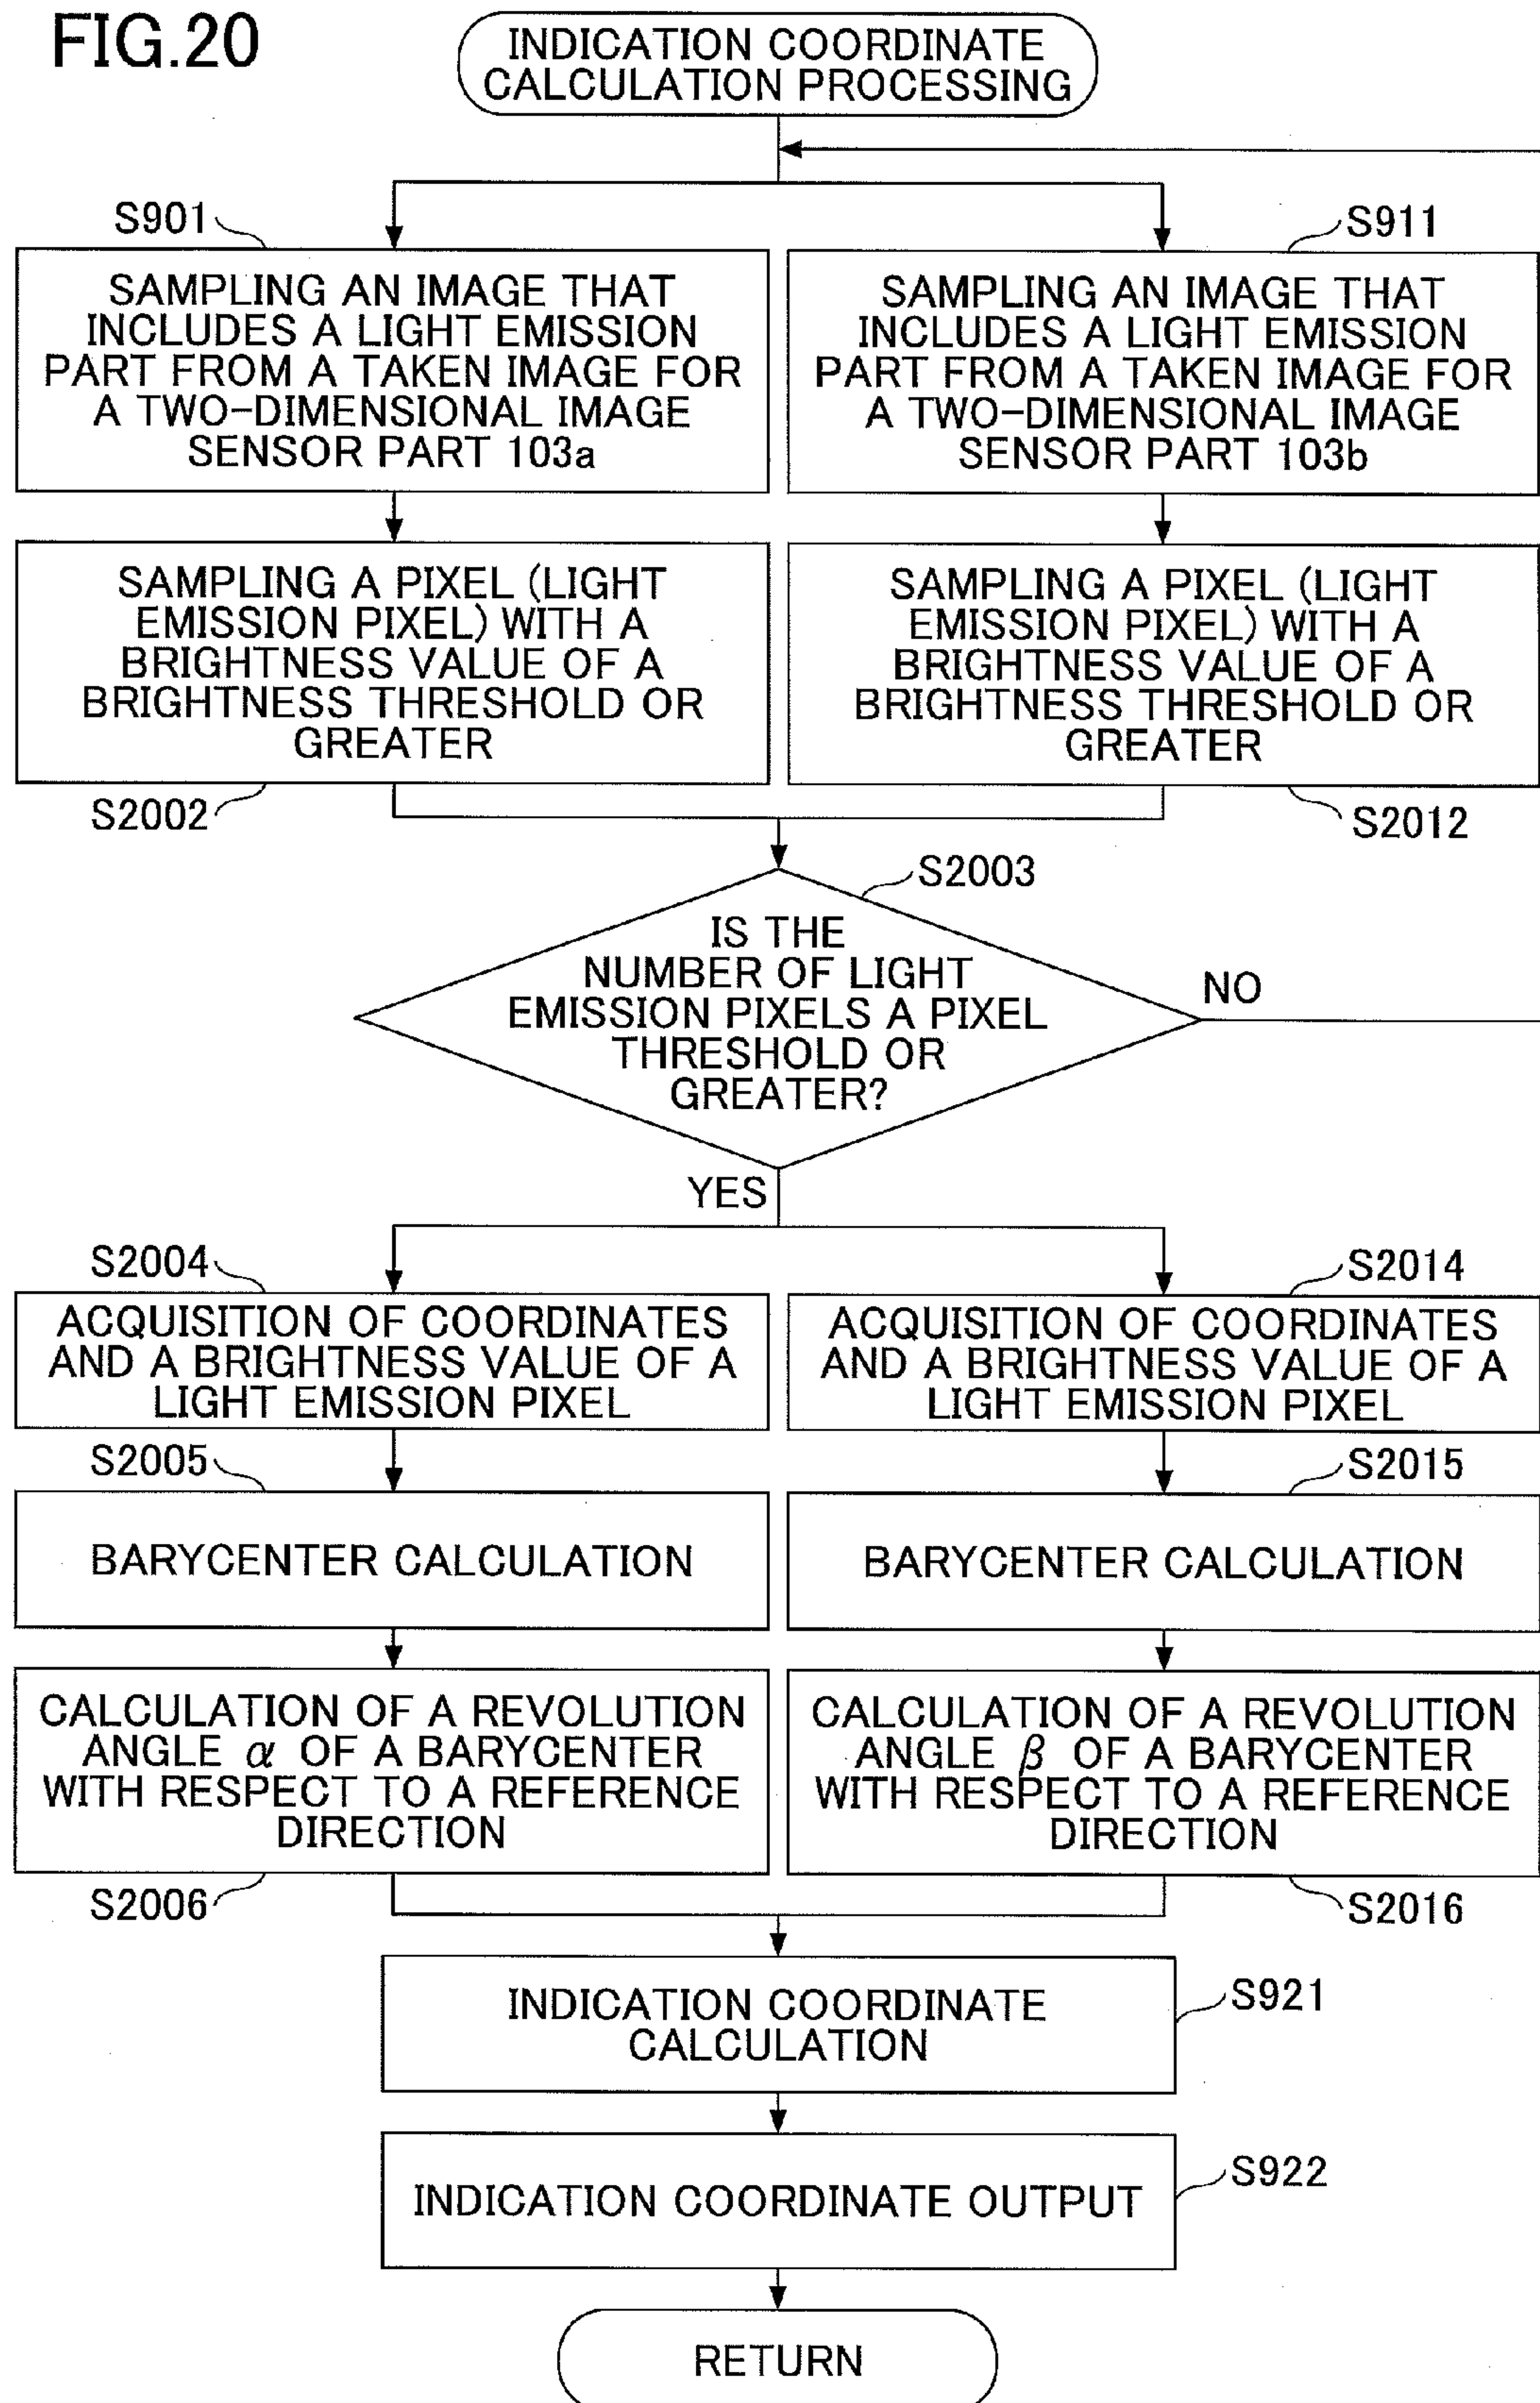 FIG.20
INDICATION COORDINATE
CALCULATION PROCESSING
S901
SAMPLING AN IMAGE THAT
INCLUDES A LIGHT EMISSION
PART FROM A TAKEN IMAGE FOR
A TWO-DIMENSIONAL IMAGE
SENSOR PART 103a
S911
SAMPLING AN IMAGE THAT
INCLUDES A LIGHT EMISSION
PART FROM A TAKEN IMAGE FOR
A TWO-DIMENSIONAL IMAGE
SENSOR PART 103b
SAMPLING A PIXEL (LIGHT
EMISSION PIXEL) WITH A
BRIGHTNESS VALUE OF A
BRIGHTNESS THRESHOLD OR
GREATER
S2002
SAMPLING A PIXEL (LIGHT
EMISSION PIXEL) WITH A
BRIGHTNESS VALUE OF A
BRIGHTNESS THRESHOLD OR
GREATER
S2012
S2003
IS THE
NUMBER OF LIGHT
EMISSION PIXELS A PIXEL
THRESHOLD OR
GREATER?
NO
YES
S2004
ACQUISITION OF COORDINATES
AND A BRIGHTNESS VALUE OF A
LIGHT EMISSION PIXEL
S2014
ACQUISITION OF COORDINATES
AND A BRIGHTNESS VALUE OF A
LIGHT EMISSION PIXEL
S2005
BARYCENTER CALCULATION
S2015
BARYCENTER CALCULATION
CALCULATION OF A REVOLUTION
ANGLE α OF A BARYCENTER
WITH RESPECT TO A REFERENCE
DIRECTION
S2006
CALCULATION OF A REVOLUTION
ANGLE β OF A BARYCENTER
WITH RESPECT TO A REFERENCE
DIRECTION
S2016
INDICATION COORDINATE
CALCULATION
S921
INDICATION COORDINATE OUTPUT
S922
RETURN